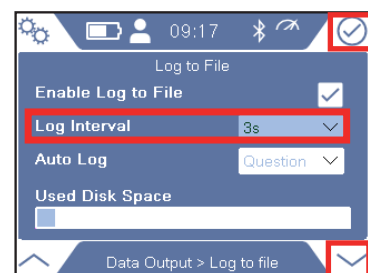 09:17
Log to File
Enable Log to File
Log Interval 3s
Auto Log Question
Used Disk Space
Data Output > Log to file